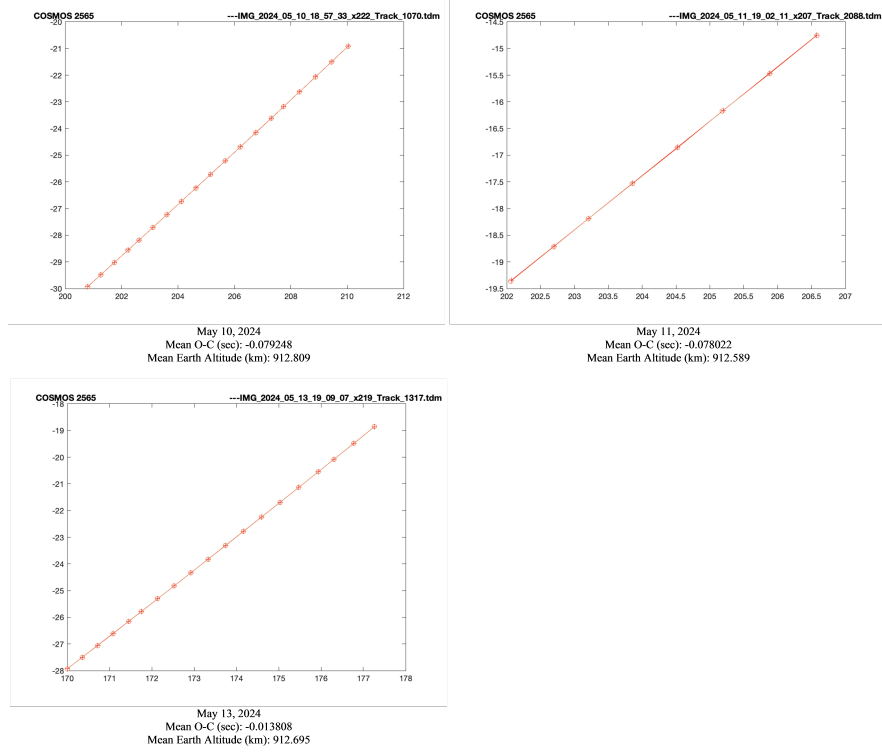 COSMOS 2565 ---IMG_2024_05_10_18_57_33_x222_Track_1070.tdm
-20
-21
-22
-23
-24
-25
-26
-27
-28
-29
-30
200 202 204 206 208 210 212
May 10, 2024
Mean O-C (sec): -0.079248
Mean Earth Altitude (km): 912.809
COSMOS 2565 ---IMG_2024_05_11_19_02_11_x207_Track_2088.tdm
-14.5
-15
-15.5
-16
-16.5
-17
-17.5
-18
-18.5
-19
-19.5
202 202.5 203 203.5 204 204.5 205 205.5 206 206.5 207
May 11, 2024
Mean O-C (sec): -0.078022
Mean Earth Altitude (km): 912.589
COSMOS 2565 ---IMG_2024_05_13_19_09_07_x219_Track_1317.tdm
-18
-19
-20
-21
-22
-23
-24
-25
-26
-27
-28
170 171 172 173 174 175 176 177 178
May 13, 2024
Mean O-C (sec): -0.013808
Mean Earth Altitude (km): 912.695